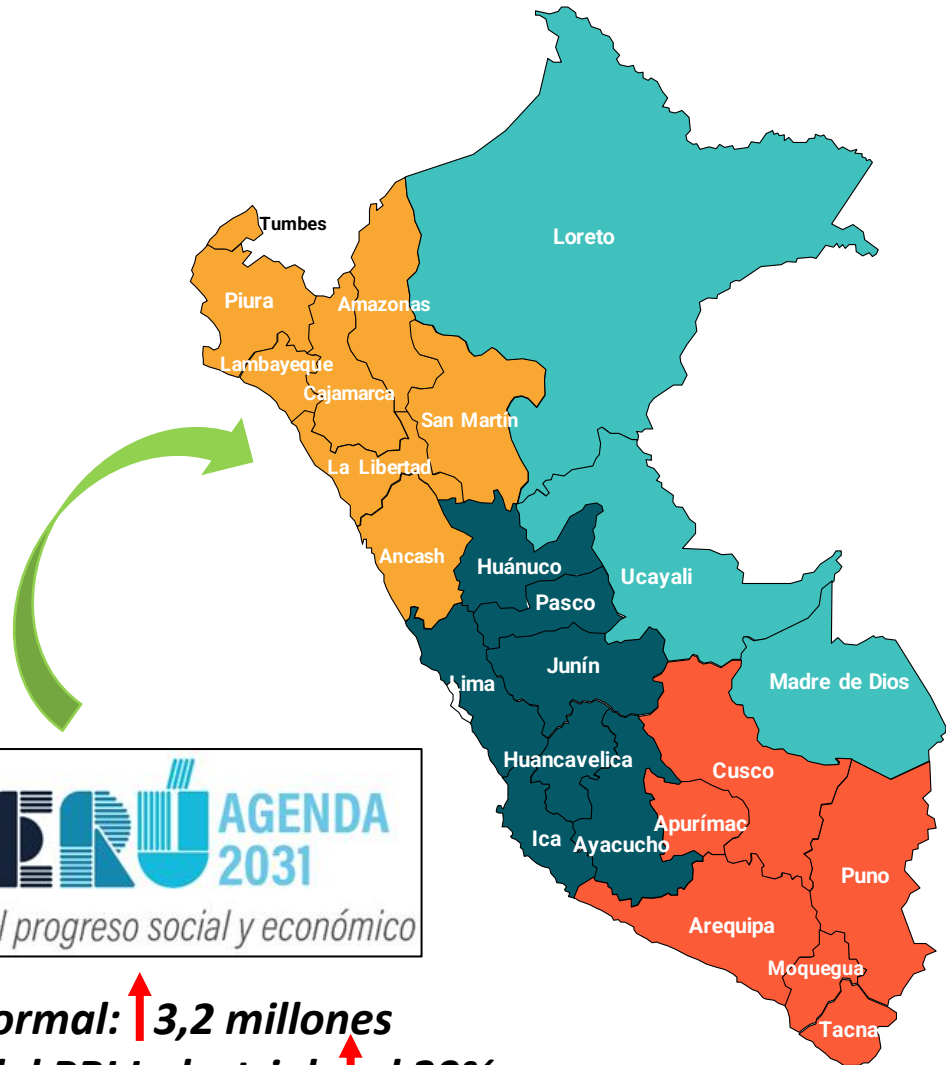 Tumbes
Loreto
Piura
Amazonas
Lambayeque
Cajamarca
San Martín
La Libertad
Ancash
Huánuco
Ucayali
Pasco
Junín
Lima
Madre de Dios
Huancavelica
Cusco
Apurímac
Ica
Ayacucho
Puno
Arequipa
Moquegua
Tacna
ERÚ AGENDA
2031
l progreso social y económico
ormal: 3,2 millones